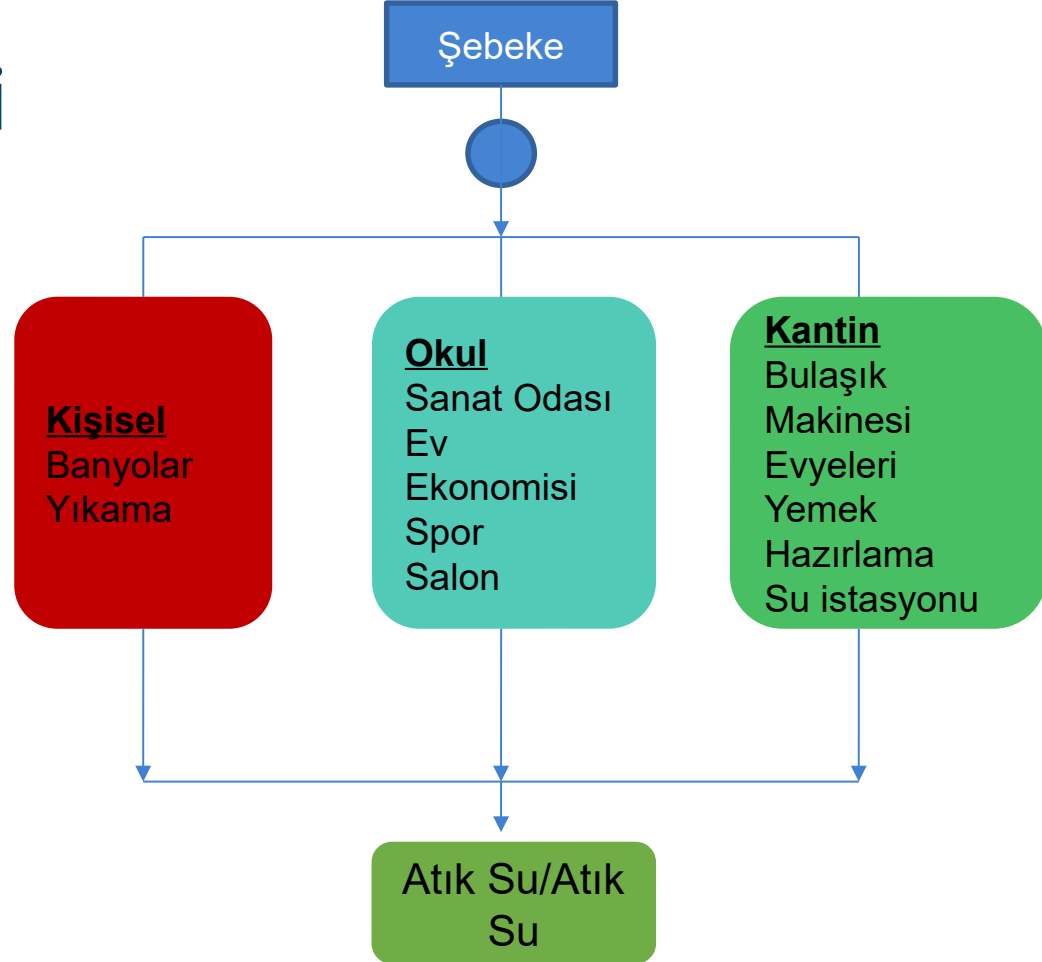 Şebeke
i
Kişisel
Banyolar
Yıkama
Okul
Sanat Odası
Ev
Ekonomisi
Spor
Salon
Kantin
Bulaşık
Makinesi
Evyeleri
Yemek
Hazırlama
Su istasyonu
Atık Su/Atık
Su